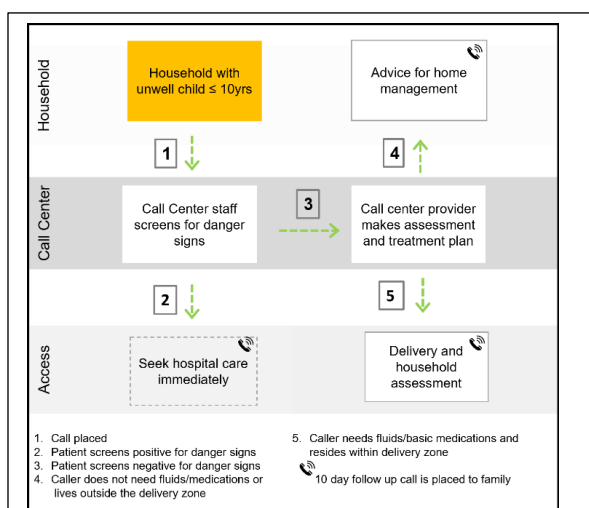 Household
Household with
unwell child ≤ 10yrs
Advice for home
management
1
4
Call Center
Call Center staff
screens for danger
signs
3
Call center provider
makes assessment
and treatment plan
2
5
Access
Seek hospital care
immediately
Delivery and
household
assessment
1. Call placed
2. Patient screens positive for danger signs
3. Patient screens negative for danger signs
4. Caller does not need fluids/medications or
lives outside the delivery zone
5. Caller needs fluids/basic medications and
resides within delivery zone
10 day follow up call is placed to family